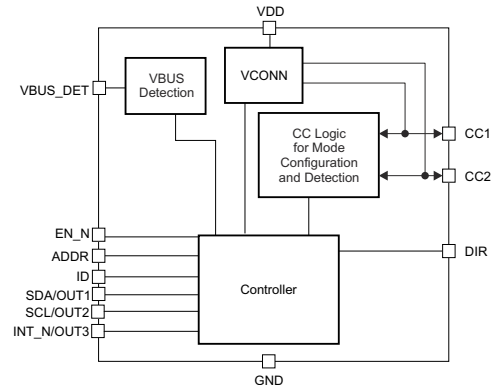 VDD
VBUS_DET
VBUS
Detection
VCONN
CC Logic
for Mode
Configuration
and Detection
CC1
CC2
EN_N
ADDR
ID
SDA/OUT1
SCL/OUT2
INT_N/OUT3
Controller
DIR
GND